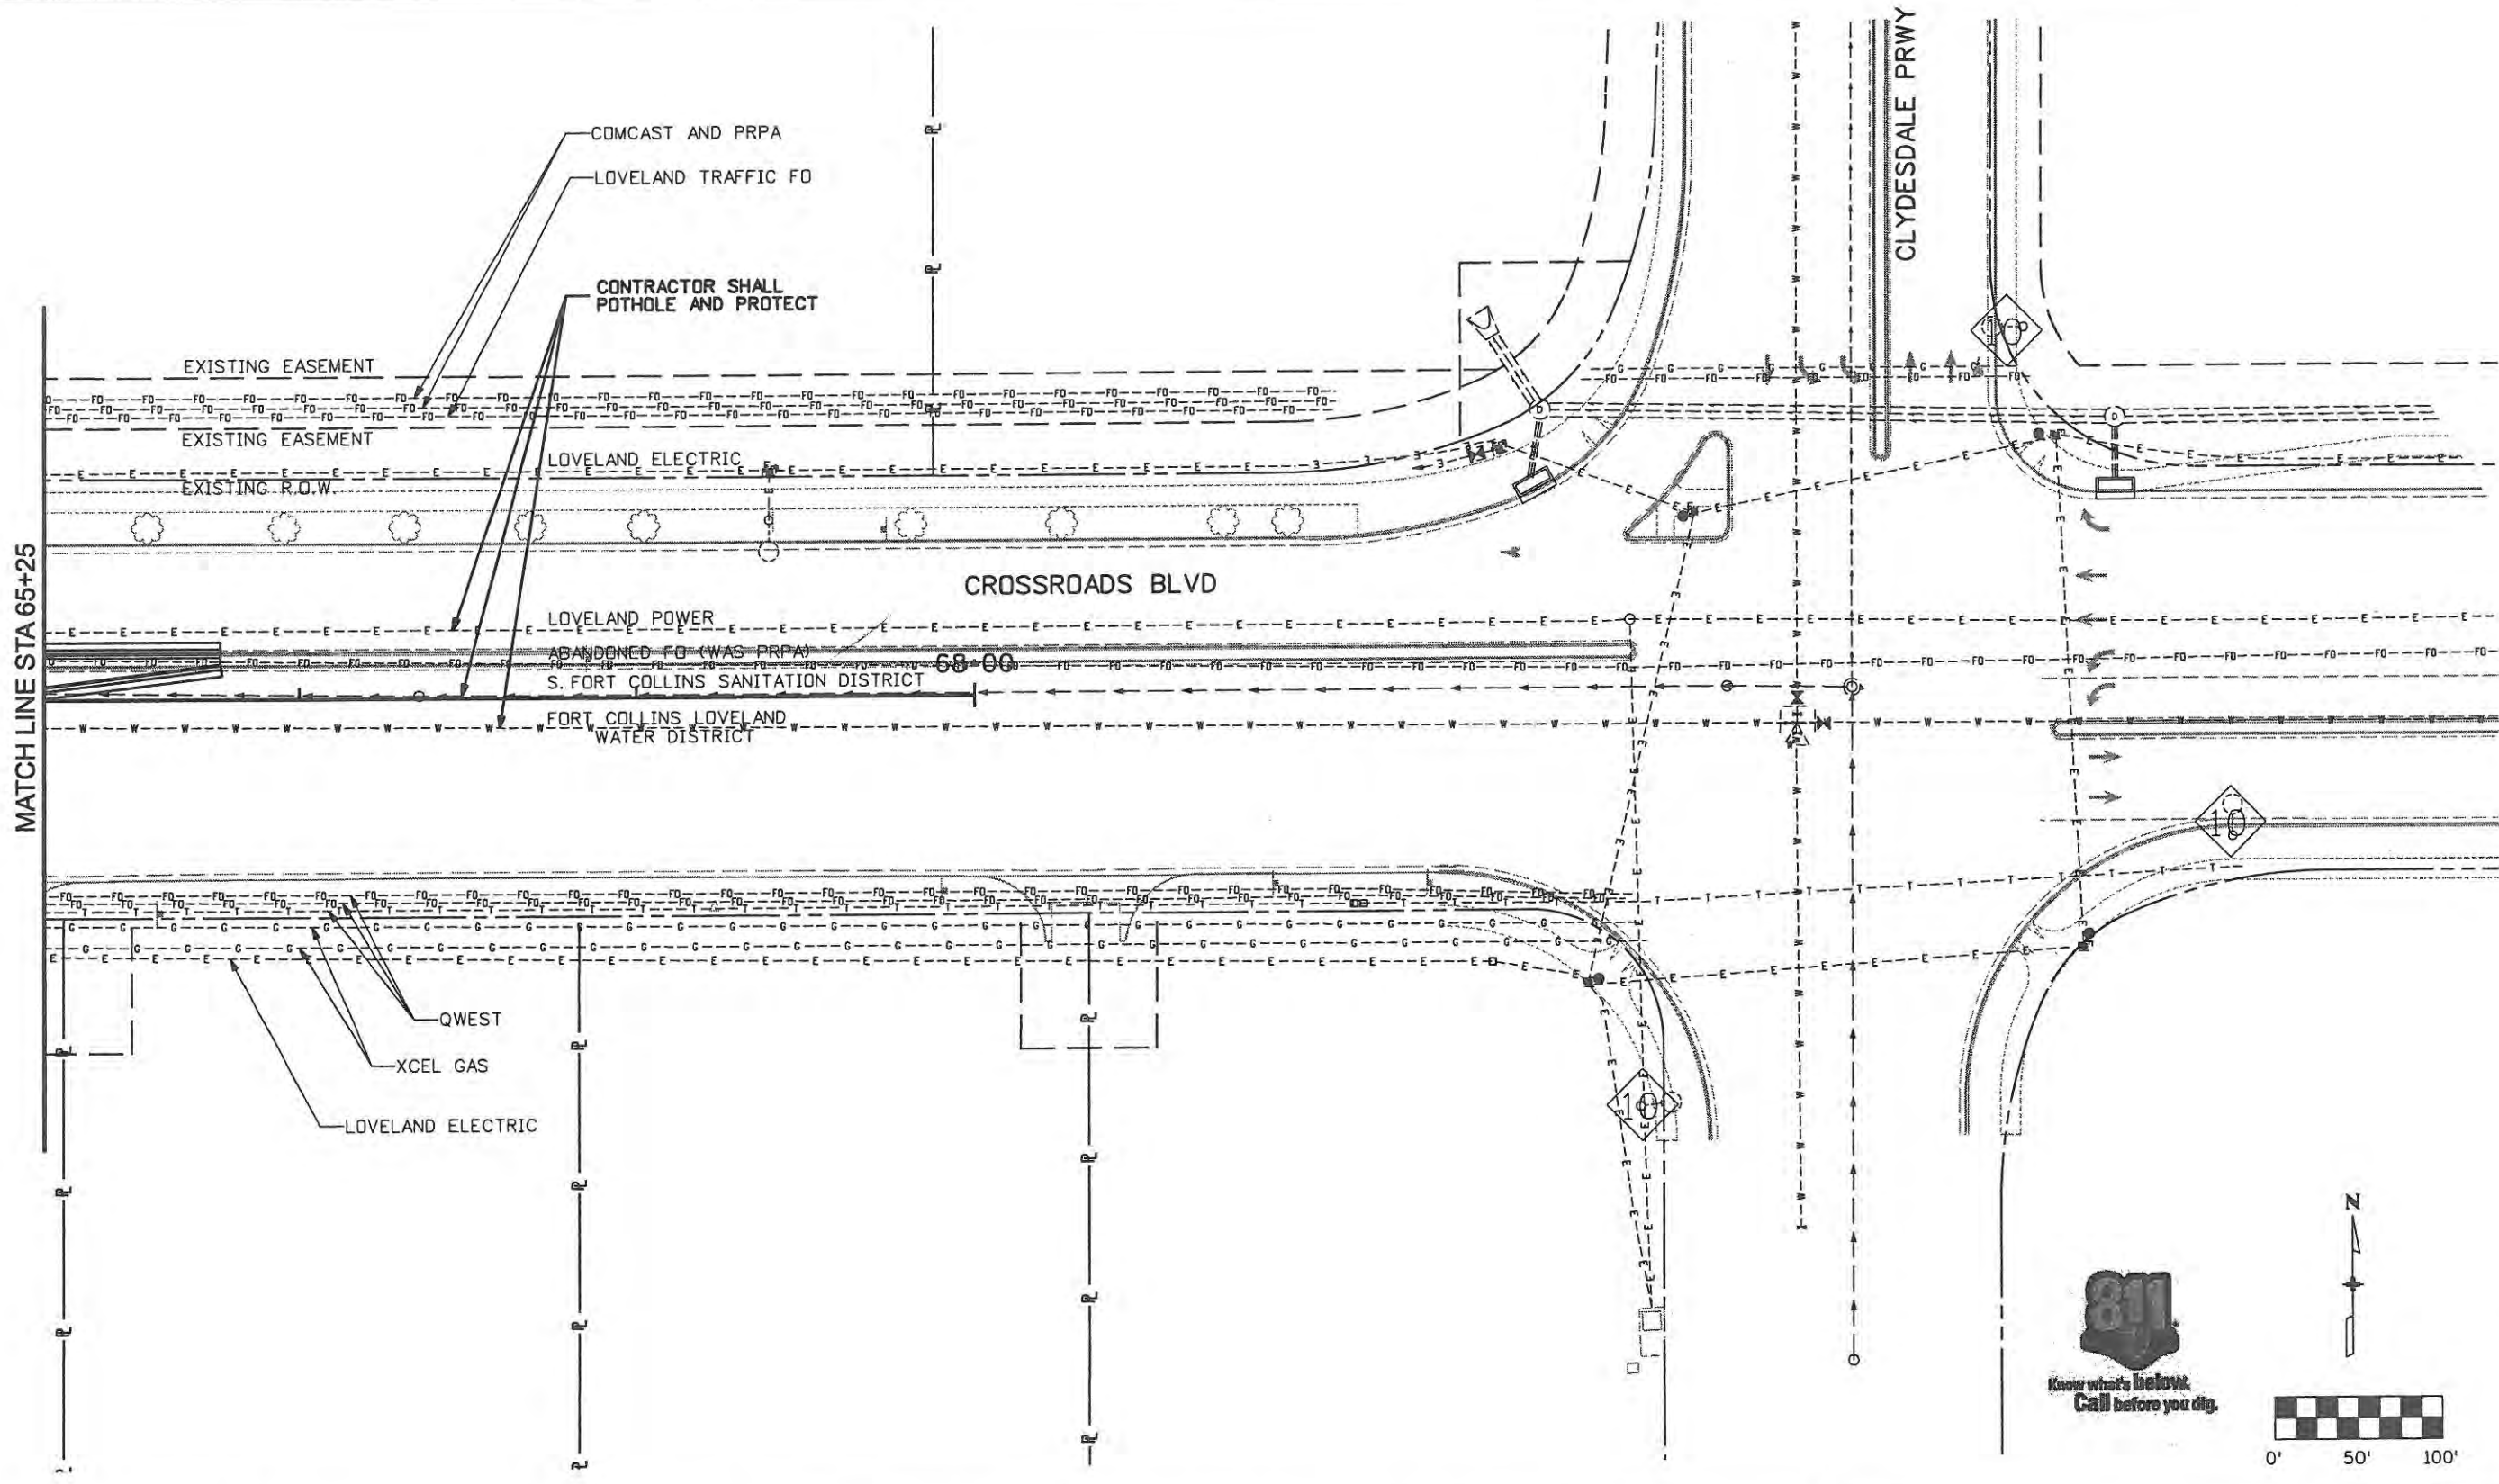 CLYDESDALE PRWY
COMCAST AND PRPA
LOVELAND TRAFFIC FO
CONTRACTOR SHALL
POTHOLE AND PROTECT
EXISTING EASEMENT
EXISTING EASEMENT
LOVELAND ELECTRIC
EXISTING R.O.W.
MATCH LINE STA 65+25
CROSSROADS BLVD
LOVELAND POWER
ABANDONED FO (WAS PRPA)
68+00
S. FORT COLLINS SANITATION DISTRICT
FORT COLLINS LOVELAND
WATER DISTRICT
10
10
10
QWEST
XCEL GAS
LOVELAND ELECTRIC
N
811
Know what's below.
Call before you dig.
0' 50' 100'